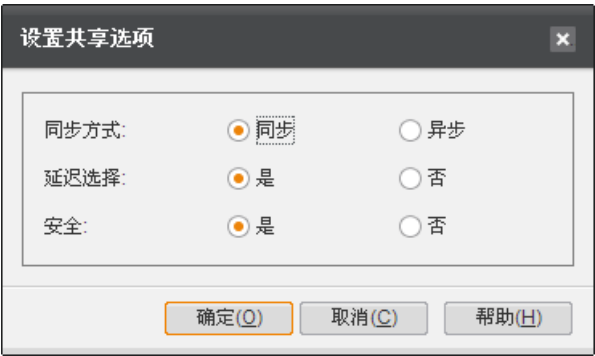 设置共享选项
同步方式: 同步 异步
延迟选择: 是 否
安全: 是 否
确定(O) 取消(C) 帮助(H)